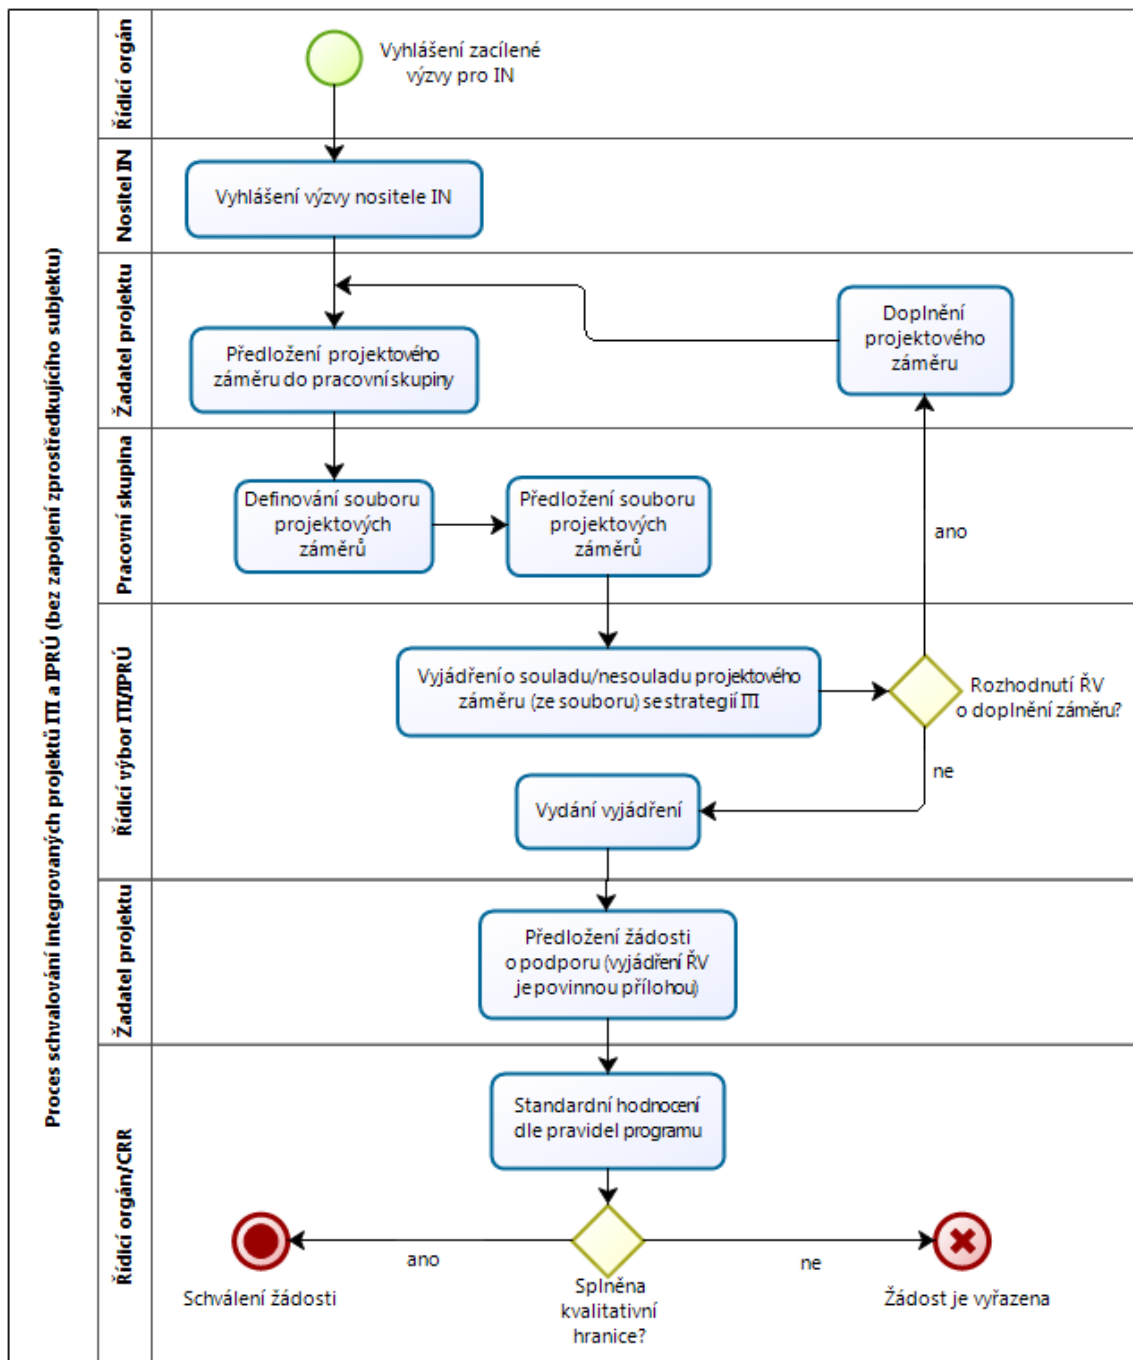 Proces schvalování integrovaných projektů ITI a IPRÚ (bez zapojení zprostředkujícího subjektu)
Řídicí orgán
Vyhlášení zacílené
výzvy pro IN
Nositel IN
Vyhlášení výzvy nositele IN
Žadatel projektu
Předložení projektového
záměru do pracovní skupiny
Doplnění
projektového
záměru
Pracovní skupina
Definování souboru
projektových
záměrů
Předložení souboru
projektových
záměrů
ano
Řídicí výbor ITI/IPRÚ
Vyjádření o souladu/nesouladu projektového
záměru (ze souboru) se strategií ITI
Rozhodnutí ŘV
o doplnění záměru?
ne
Vydání vyjádření
Žadatel projektu
Předložení žádosti
o podporu (vyjádření ŘV
je povinnou přílohou)
Řídicí orgán/CRR
Standardní hodnocení
dle pravidel programu
ano
ne
Schválení žádosti
Splněna
kvalitativní
hranice?
Žádost je vyřazena